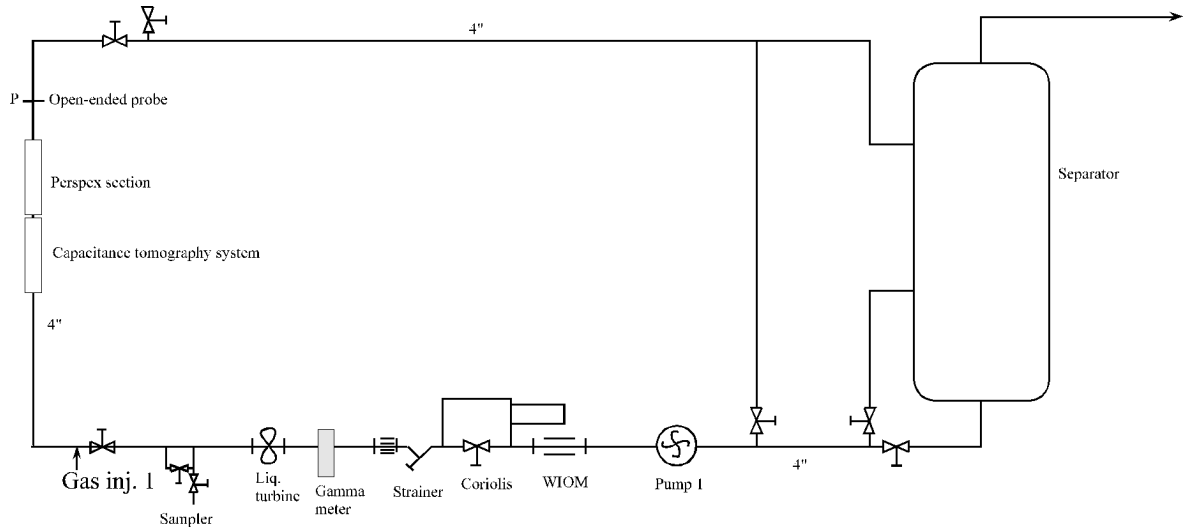 4"
P
Open-ended probe
Perspex section
Separator
Capacitance tomography system
4"
4"
Gas inj. 1
Sampler
Liq.
turbine
Gamma
meter
Strainer
Coriolis
WIOM
Pump 1